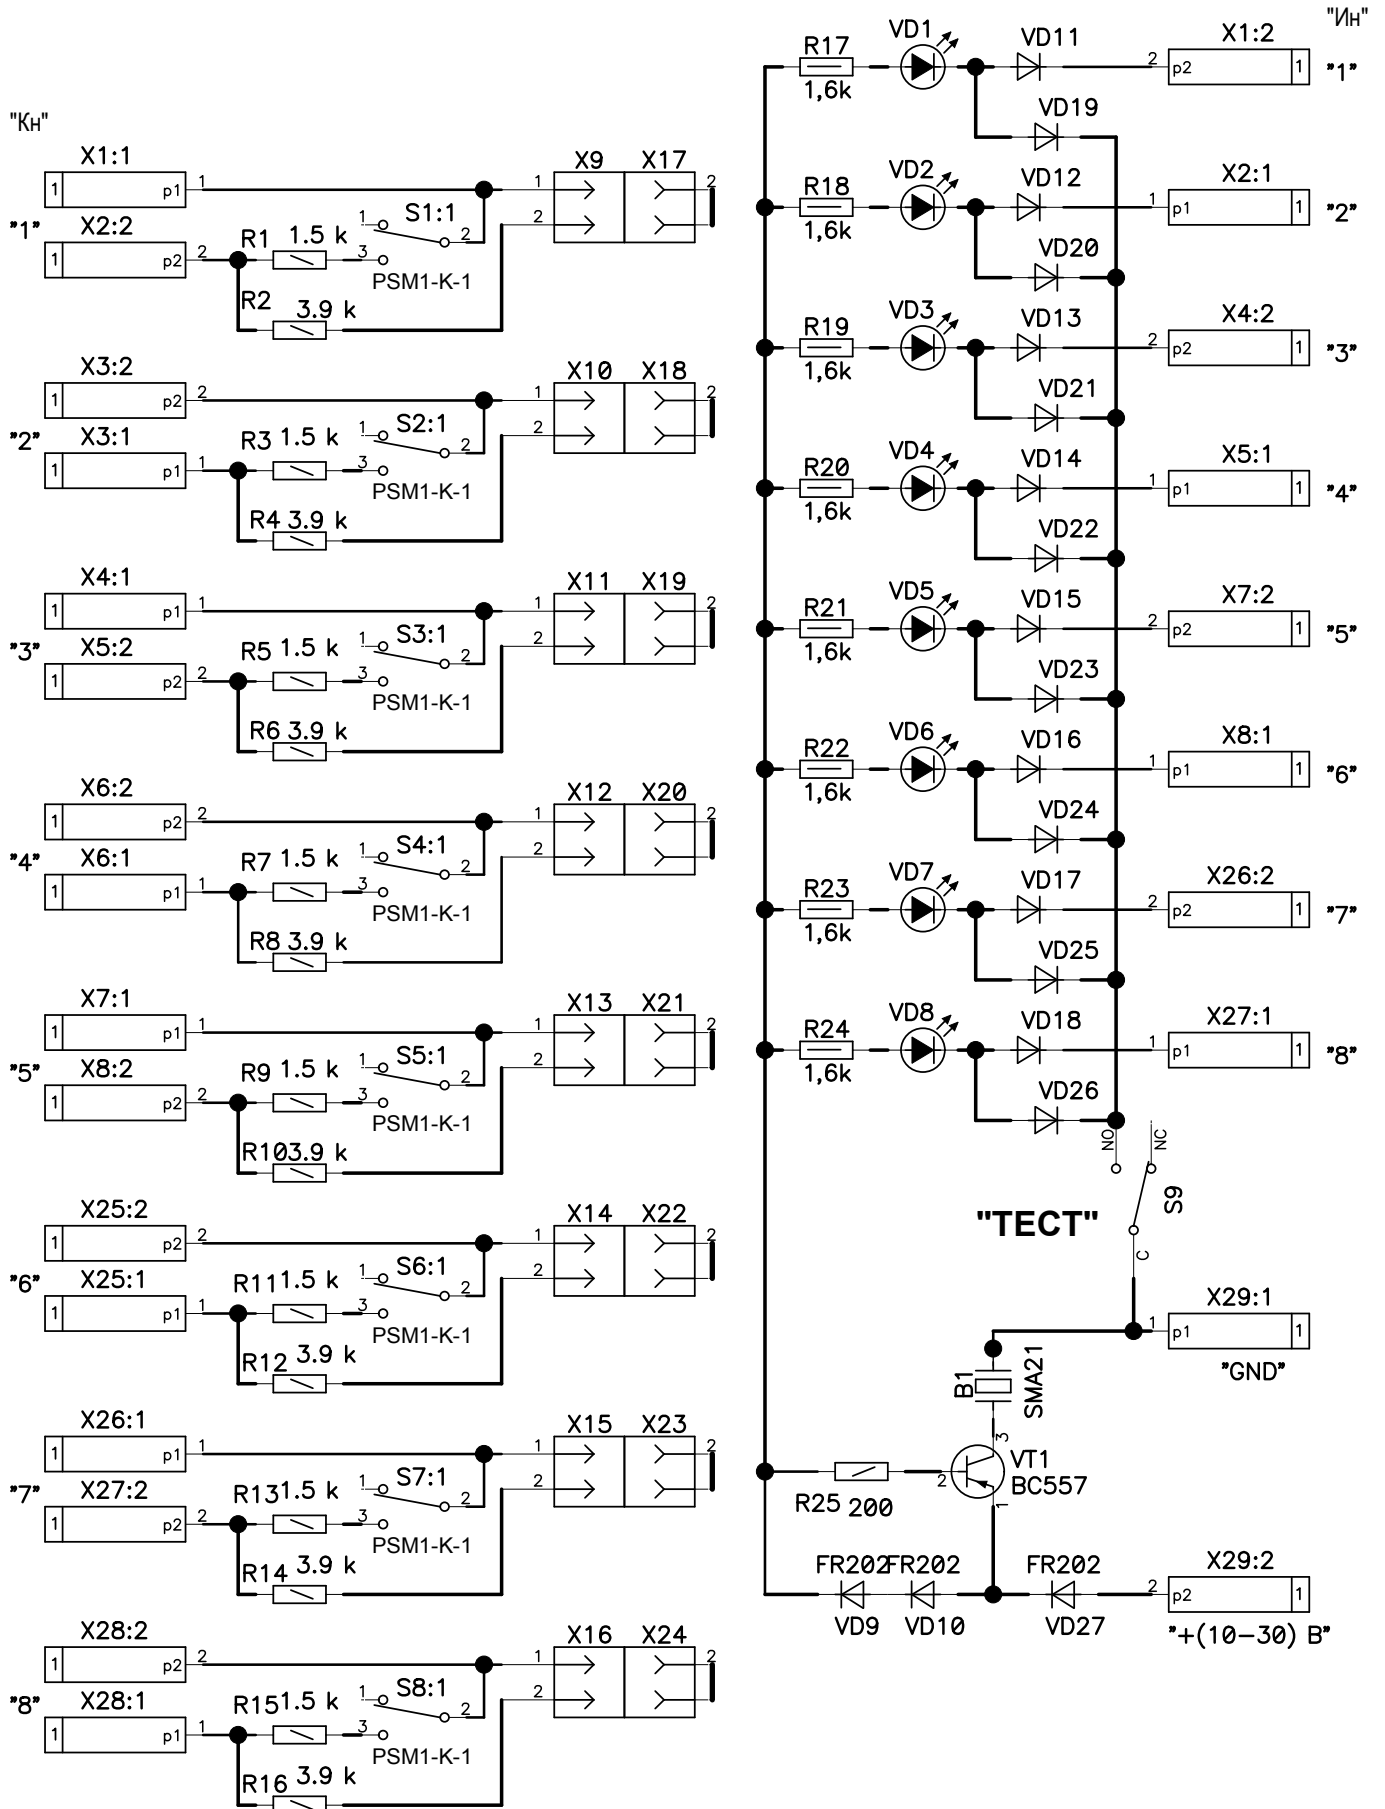 "Кн"
X1:1
1 p1 1
"1"
X2:2
1 p2 2
R1 1.5 k
1 S1:1 2
3 PSM1-K-1
R2 3.9 k
X9 X17
1 2
2
X3:2
1 p2 2
"2"
X3:1
1 p1 1
R3 1.5 k
1 S2:1 2
3 PSM1-K-1
R4 3.9 k
X10 X18
1 2
2
X4:1
1 p1 1
"3"
X5:2
1 p2 2
R5 1.5 k
1 S3:1 2
3 PSM1-K-1
R6 3.9 k
X11 X19
1 2
2
X6:2
1 p2 2
"4"
X6:1
1 p1 1
R7 1.5 k
1 S4:1 2
3 PSM1-K-1
R8 3.9 k
X12 X20
1 2
2
X7:1
1 p1 1
"5"
X8:2
1 p2 2
R9 1.5 k
1 S5:1 2
3 PSM1-K-1
R10 3.9 k
X13 X21
1 2
2
X25:2
1 p2 2
"6"
X25:1
1 p1 1
R11 1.5 k
1 S6:1 2
3 PSM1-K-1
R12 3.9 k
X14 X22
1 2
2
X26:1
1 p1 1
"7"
X27:2
1 p2 2
R13 1.5 k
1 S7:1 2
3 PSM1-K-1
R14 3.9 k
X15 X23
1 2
2
X28:2
1 p2 2
"8"
X28:1
1 p1 1
R15 1.5 k
1 S8:1 2
3 PSM1-K-1
R16 3.9 k
X16 X24
1 2
2
"Ин"
R17 VD1 VD11 X1:2
1,6k 2 p2 1 "1"
VD19
R18 VD2 VD12 X2:1
1,6k 1 p1 1 "2"
VD20
R19 VD3 VD13 X4:2
1,6k 2 p2 1 "3"
VD21
R20 VD4 VD14 X5:1
1,6k 1 p1 1 "4"
VD22
R21 VD5 VD15 X7:2
1,6k 2 p2 1 "5"
VD23
R22 VD6 VD16 X8:1
1,6k 1 p1 1 "6"
VD24
R23 VD7 VD17 X26:2
1,6k 2 p2 1 "7"
VD25
R24 VD8 VD18 X27:1
1,6k 1 p1 1 "8"
VD26
NO NC
S9
"ТЕСТ"
C
X29:1
1 p1 1
"GND"
B1 SMA21
3
VT1
2 BC557
1
R25 200
FR202 FR202 FR202 X29:2
2 p2 1
VD9 VD10 VD27 "+(10-30) В"